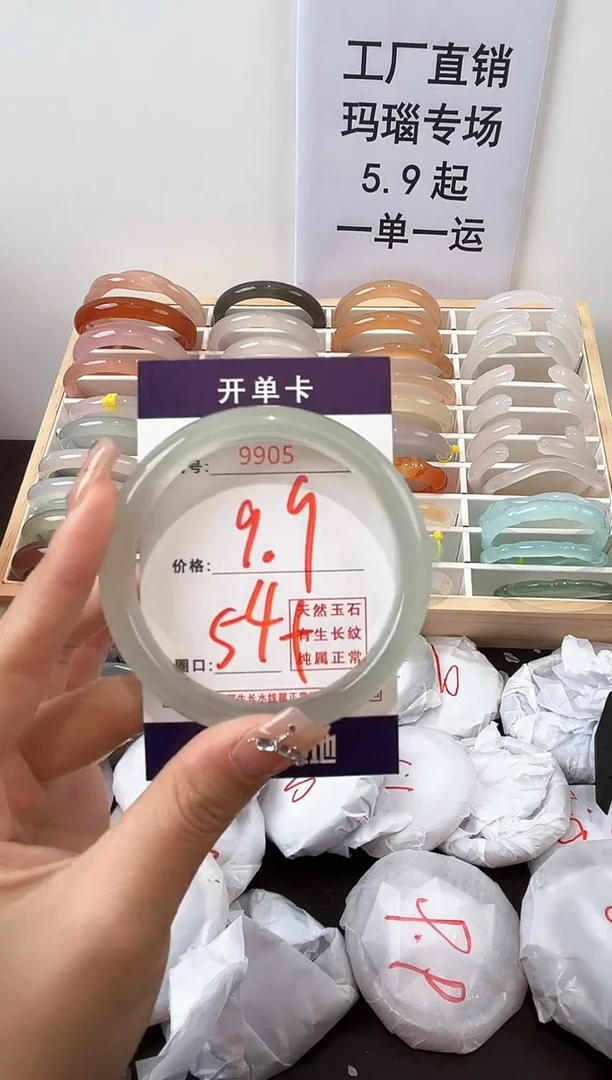 工厂直销
玛瑙专场
5.9起
一单一运
开单卡
号: 9905
价格: 9.9
圈口: 54+
天然玉石
有生长纹
纯属正常
9.9